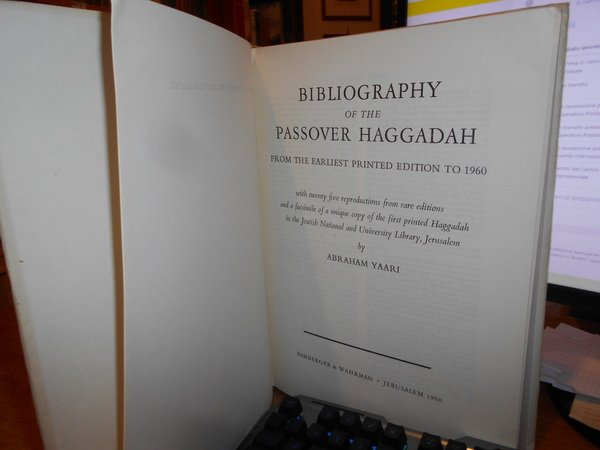 BIBLIOGRAPHY
OF THE
PASSOVER HAGGADAH
FROM THE EARLIEST PRINTED EDITION TO 1960
with twenty five reproductions from rare editions
and a facsimile of a unique copy of the first printed Haggadah
in the Jewish National and University Library, Jerusalem
by
ABRAHAM YAARI
BAMBERGER & WAHRMAN • JERUSALEM 1960